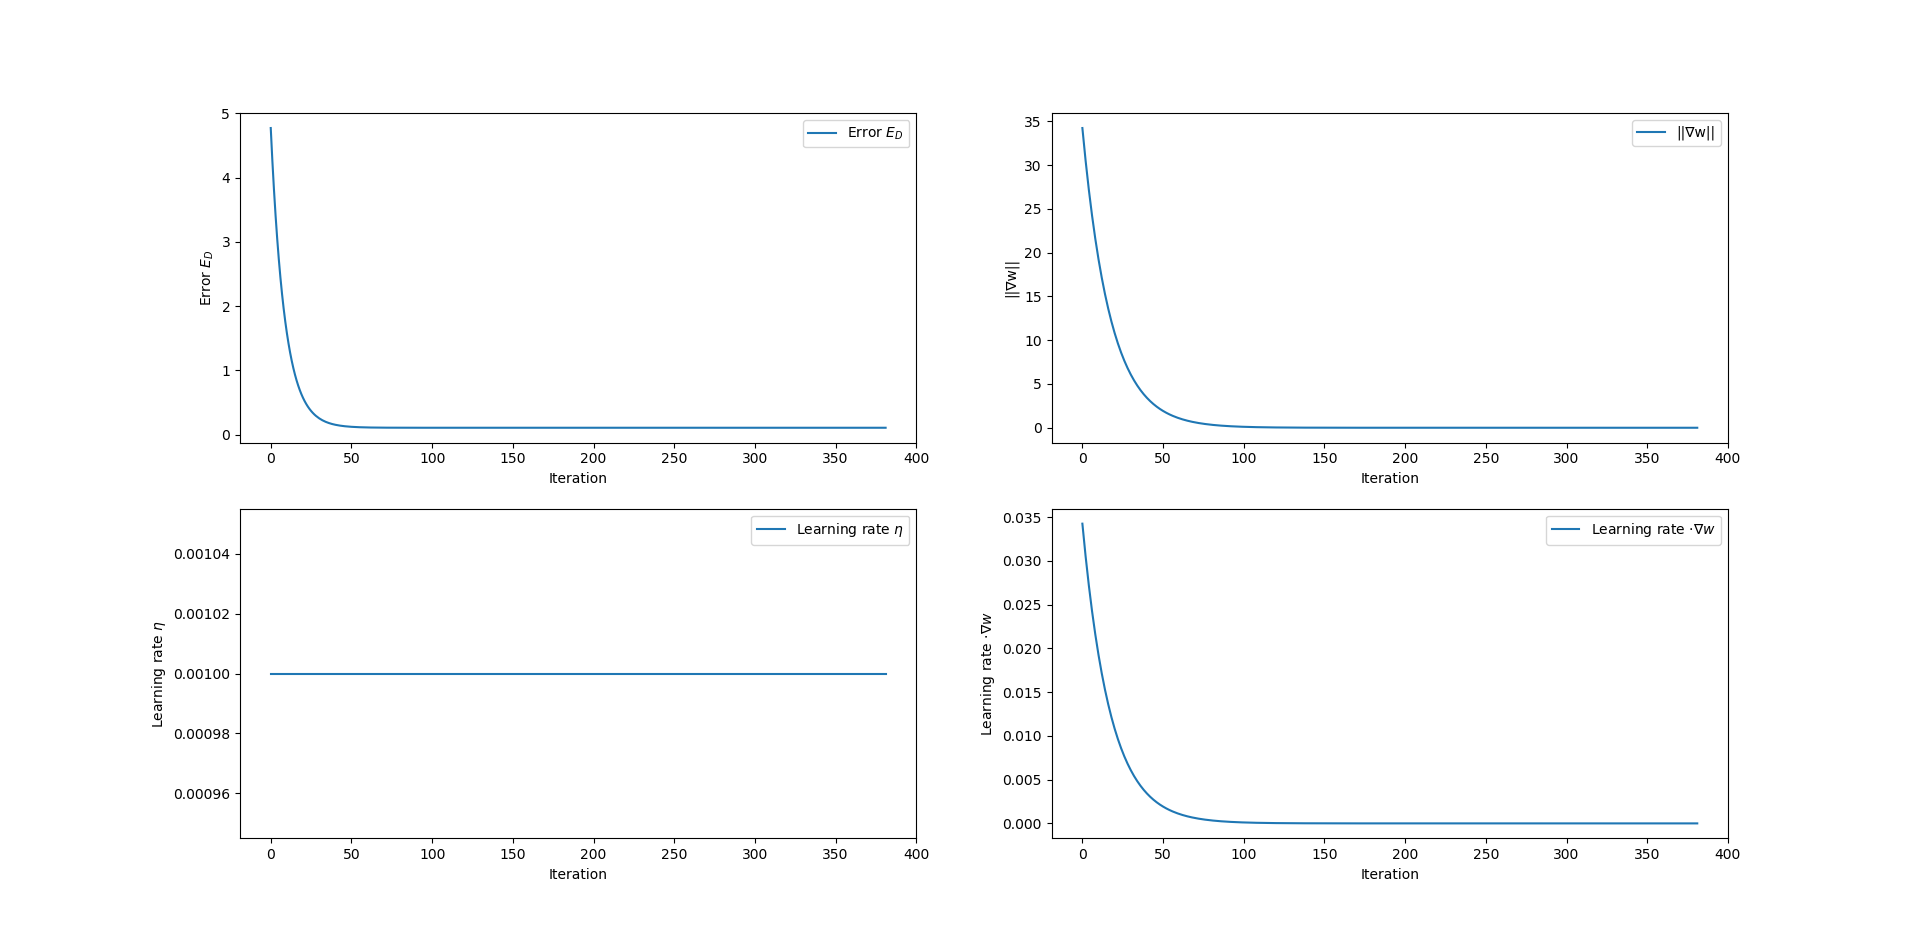 5
4
3
2
1
0
Error E_D
Error E_D
0 50 100 150 200 250 300 350 400
Iteration
35
30
25
20
15
10
5
0
||∇w||
||∇w||
0 50 100 150 200 250 300 350 400
Iteration
0.00104
0.00102
0.00100
0.00098
0.00096
Learning rate η
Learning rate η
0 50 100 150 200 250 300 350 400
Iteration
0.035
0.030
0.025
0.020
0.015
0.010
0.005
0.000
Learning rate ·∇w
Learning rate ·∇w
0 50 100 150 200 250 300 350 400
Iteration